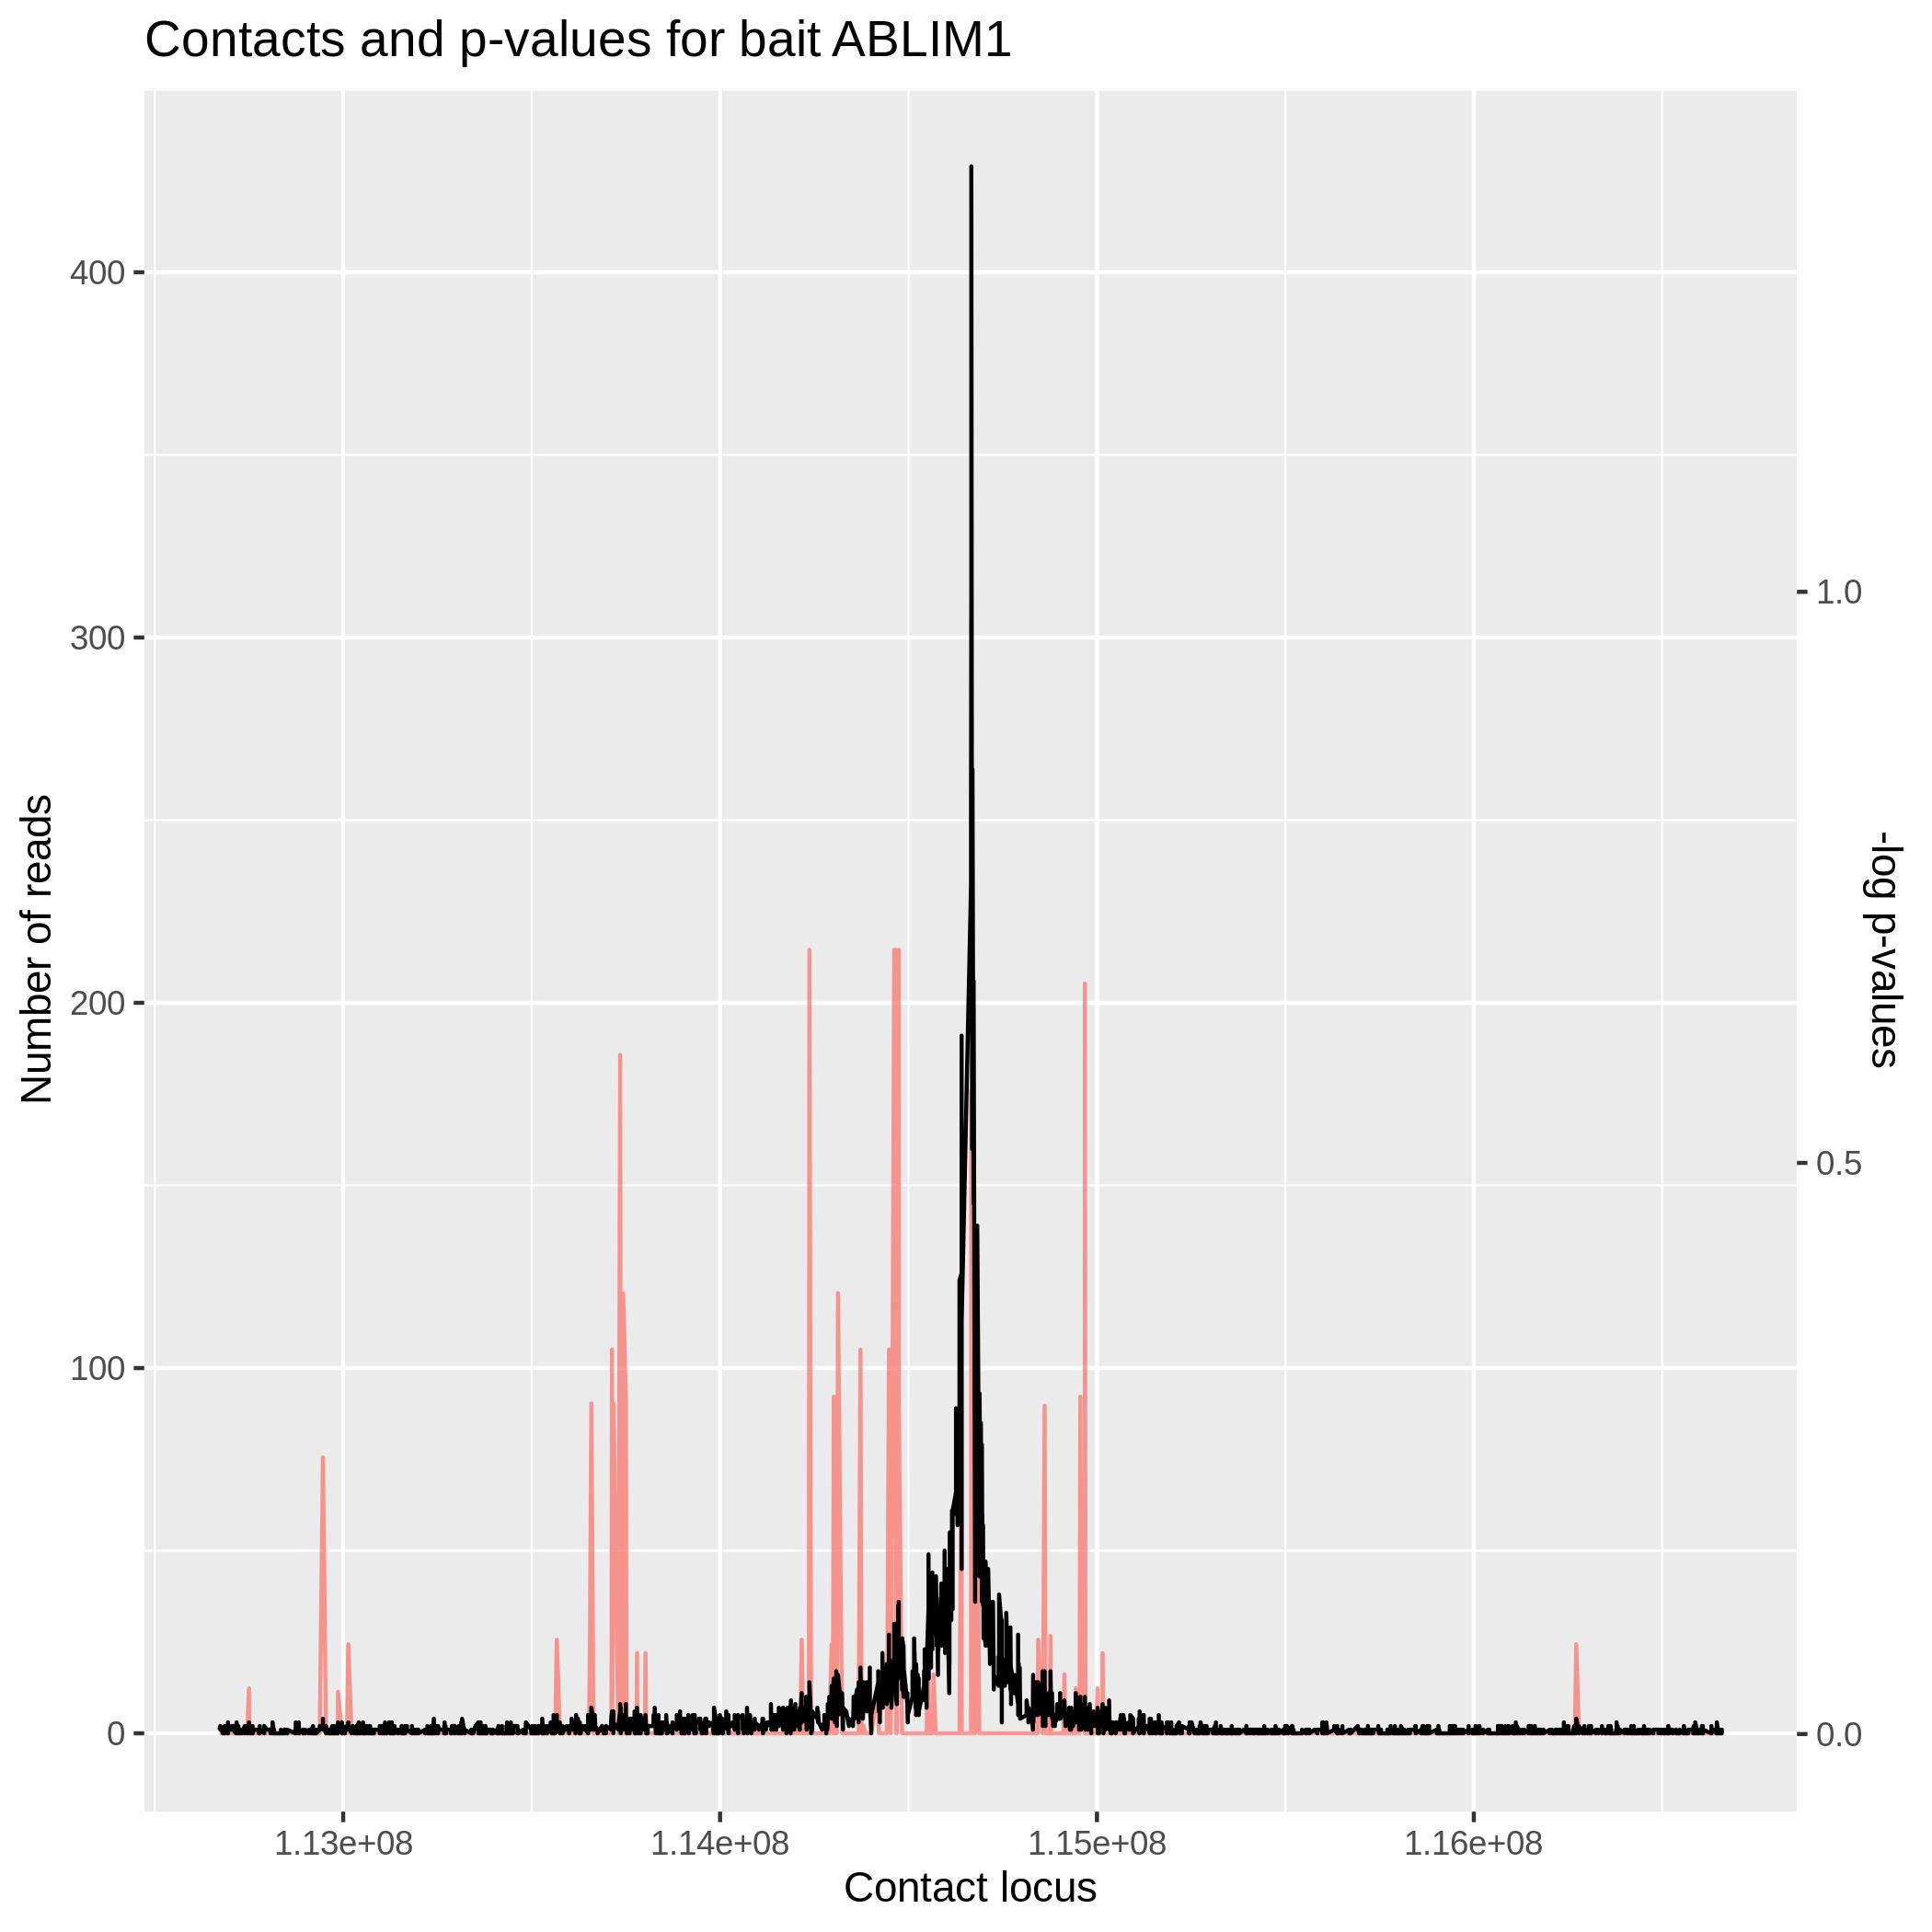 Contacts and p-values for bait ABLIM1
400
300
200
100
0
Number of reads
1.0
0.5
0.0
-log p-values
1.13e+08
1.14e+08
1.15e+08
1.16e+08
Contact locus